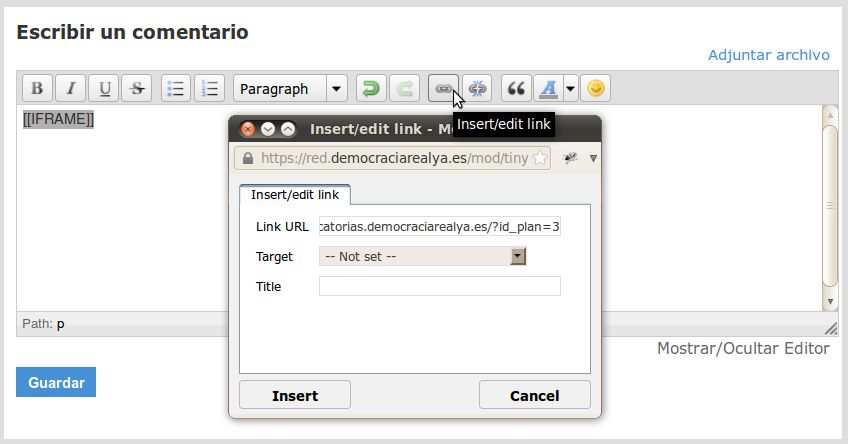 Escribir un comentario
Adjuntar archivo
B I U S Paragraph A
Insert/edit link
[[IFRAME]]
Insert/edit link - M
https://red.democraciarealya.es/mod/tiny
Insert/edit link
Link URL catorias.democraciarealya.es/?id_plan=3
Target -- Not set --
Title
Insert Cancel
Path: p
Mostrar/Ocultar Editor
Guardar